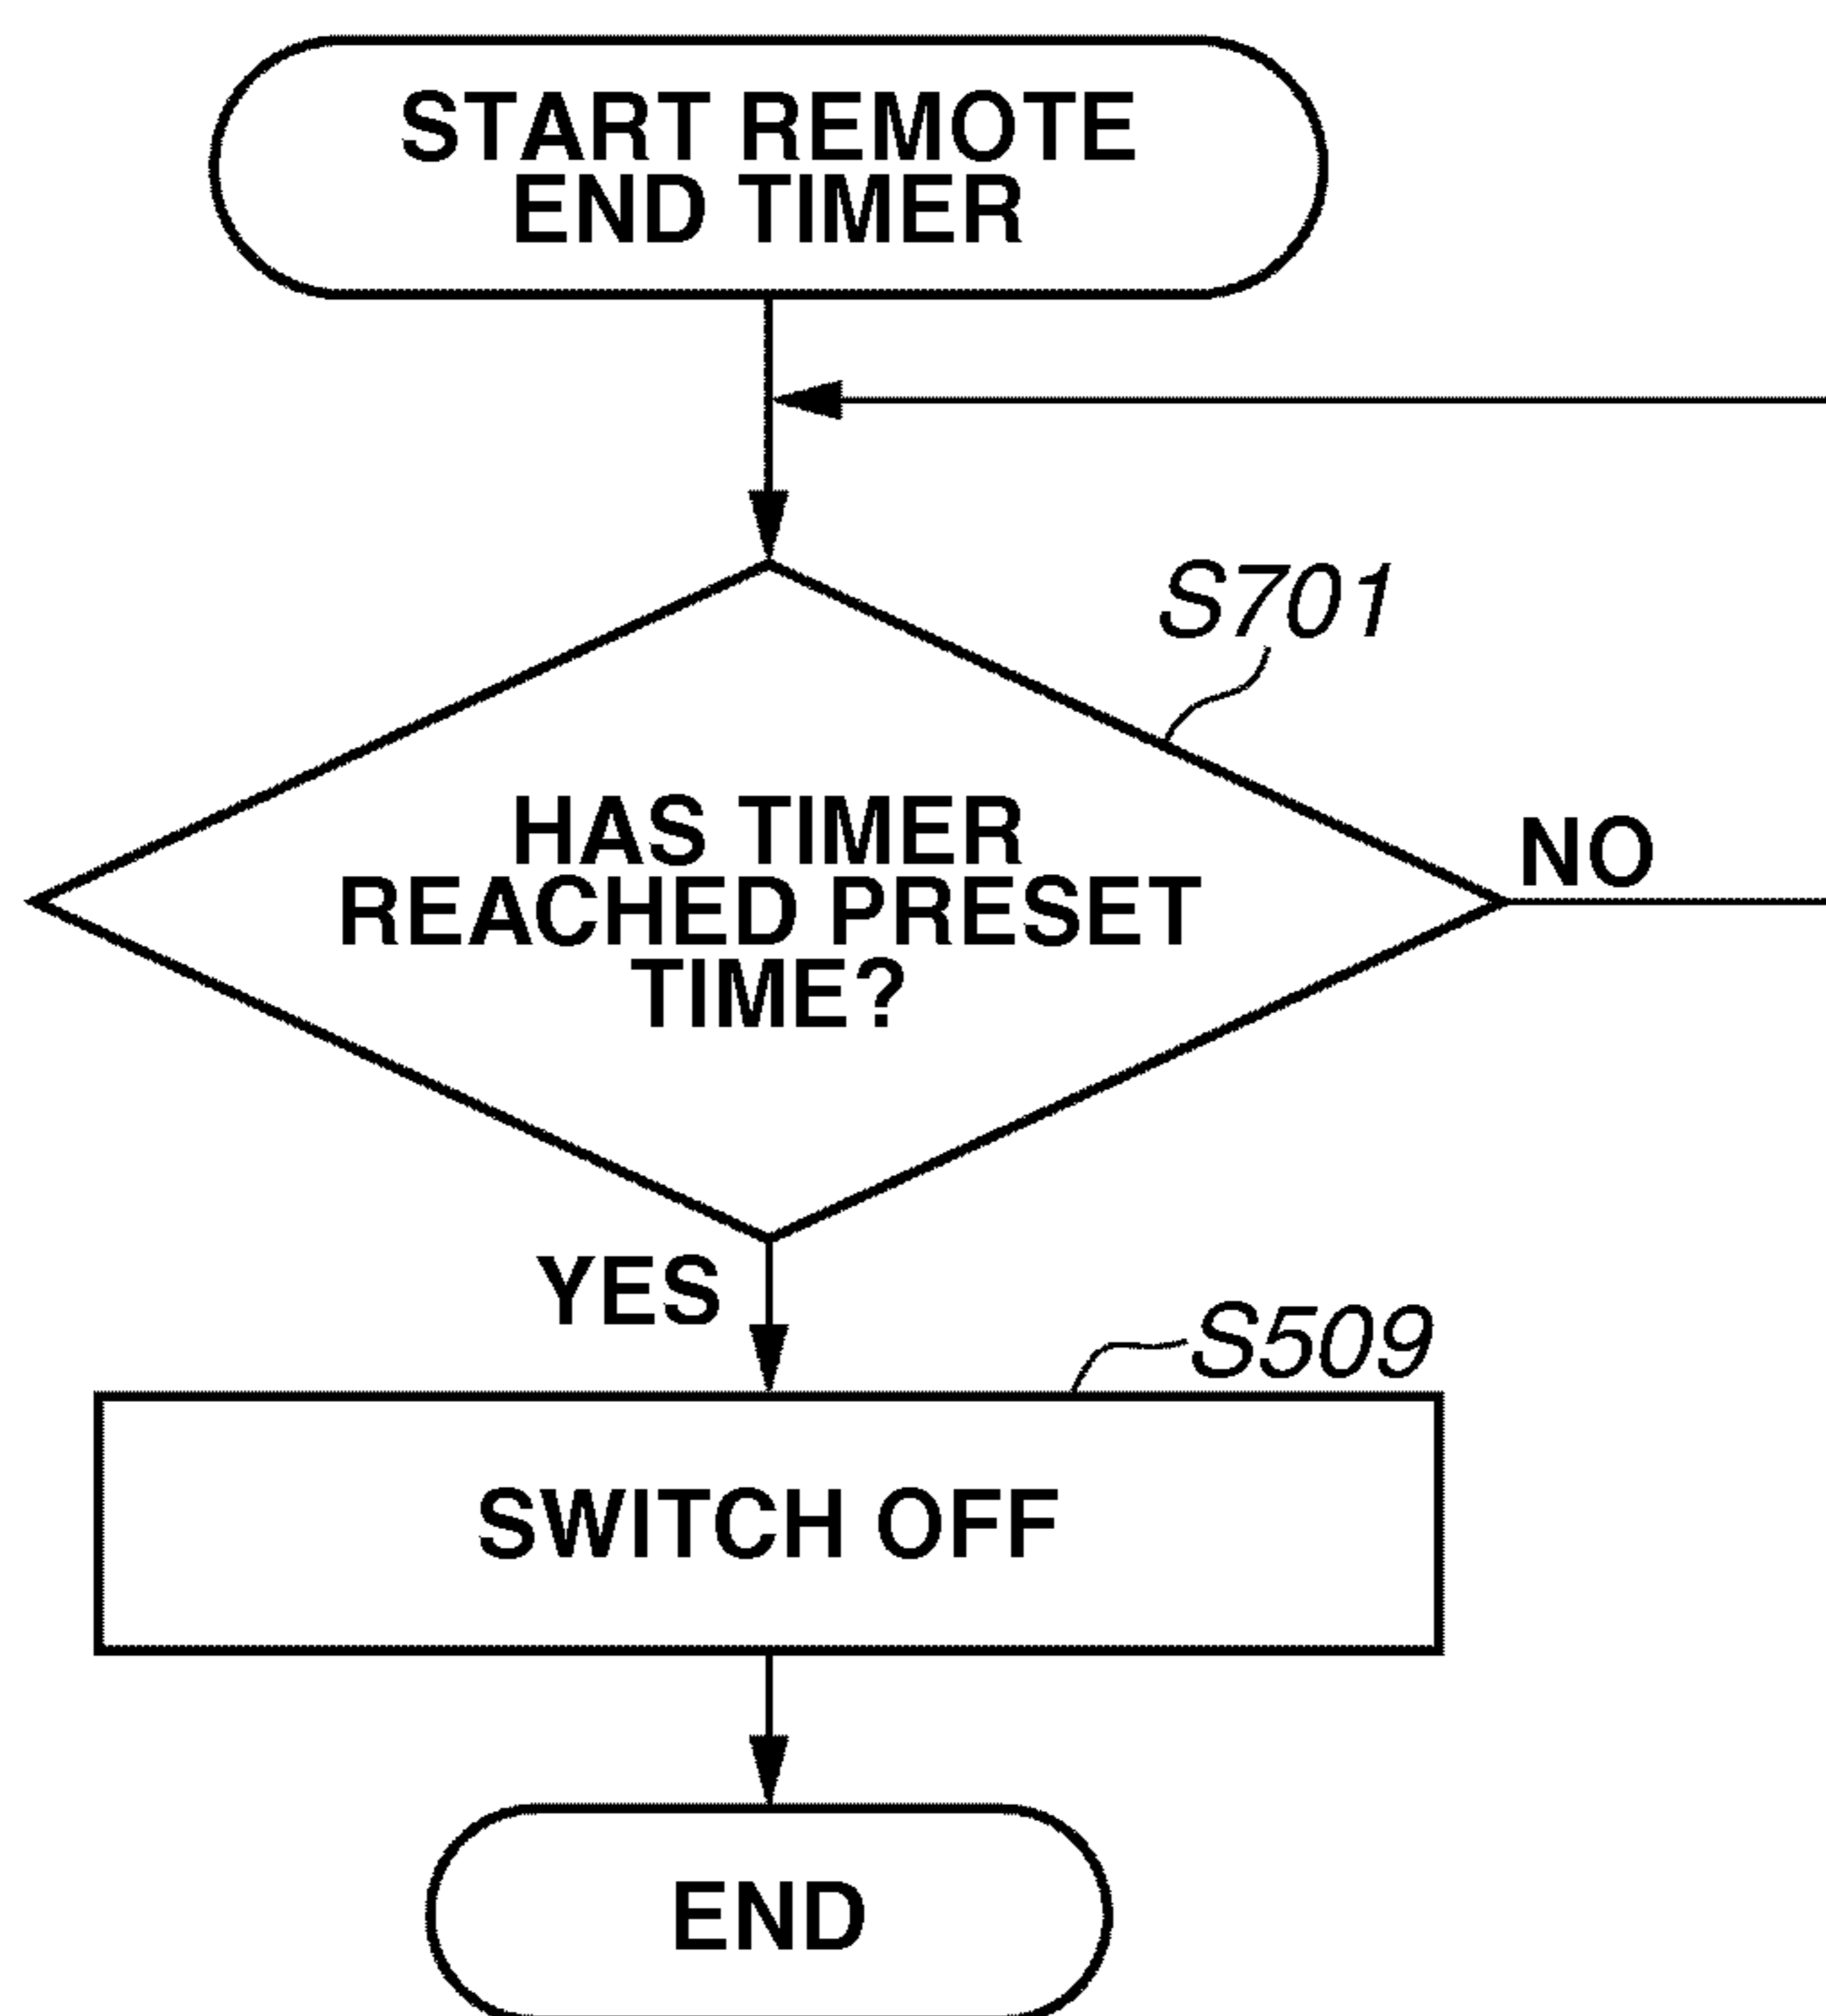 START REMOTE
END TIMER
S701
HAS TIMER
REACHED PRESET
TIME?
NO
YES
S509
SWITCH OFF
END